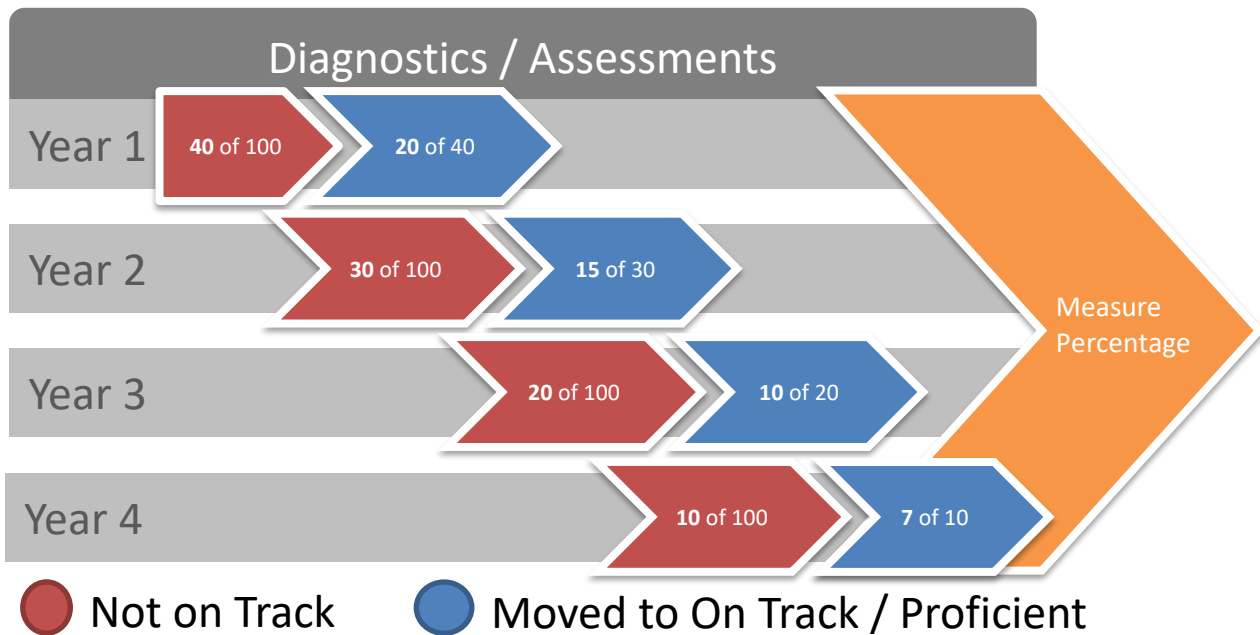 Diagnostics / Assessments
Year 1
40 of 100
20 of 40
Year 2
30 of 100
15 of 30
Measure
Percentage
Year 3
20 of 100
10 of 20
Year 4
10 of 100
7 of 10
Not on Track
Moved to On Track / Proficient